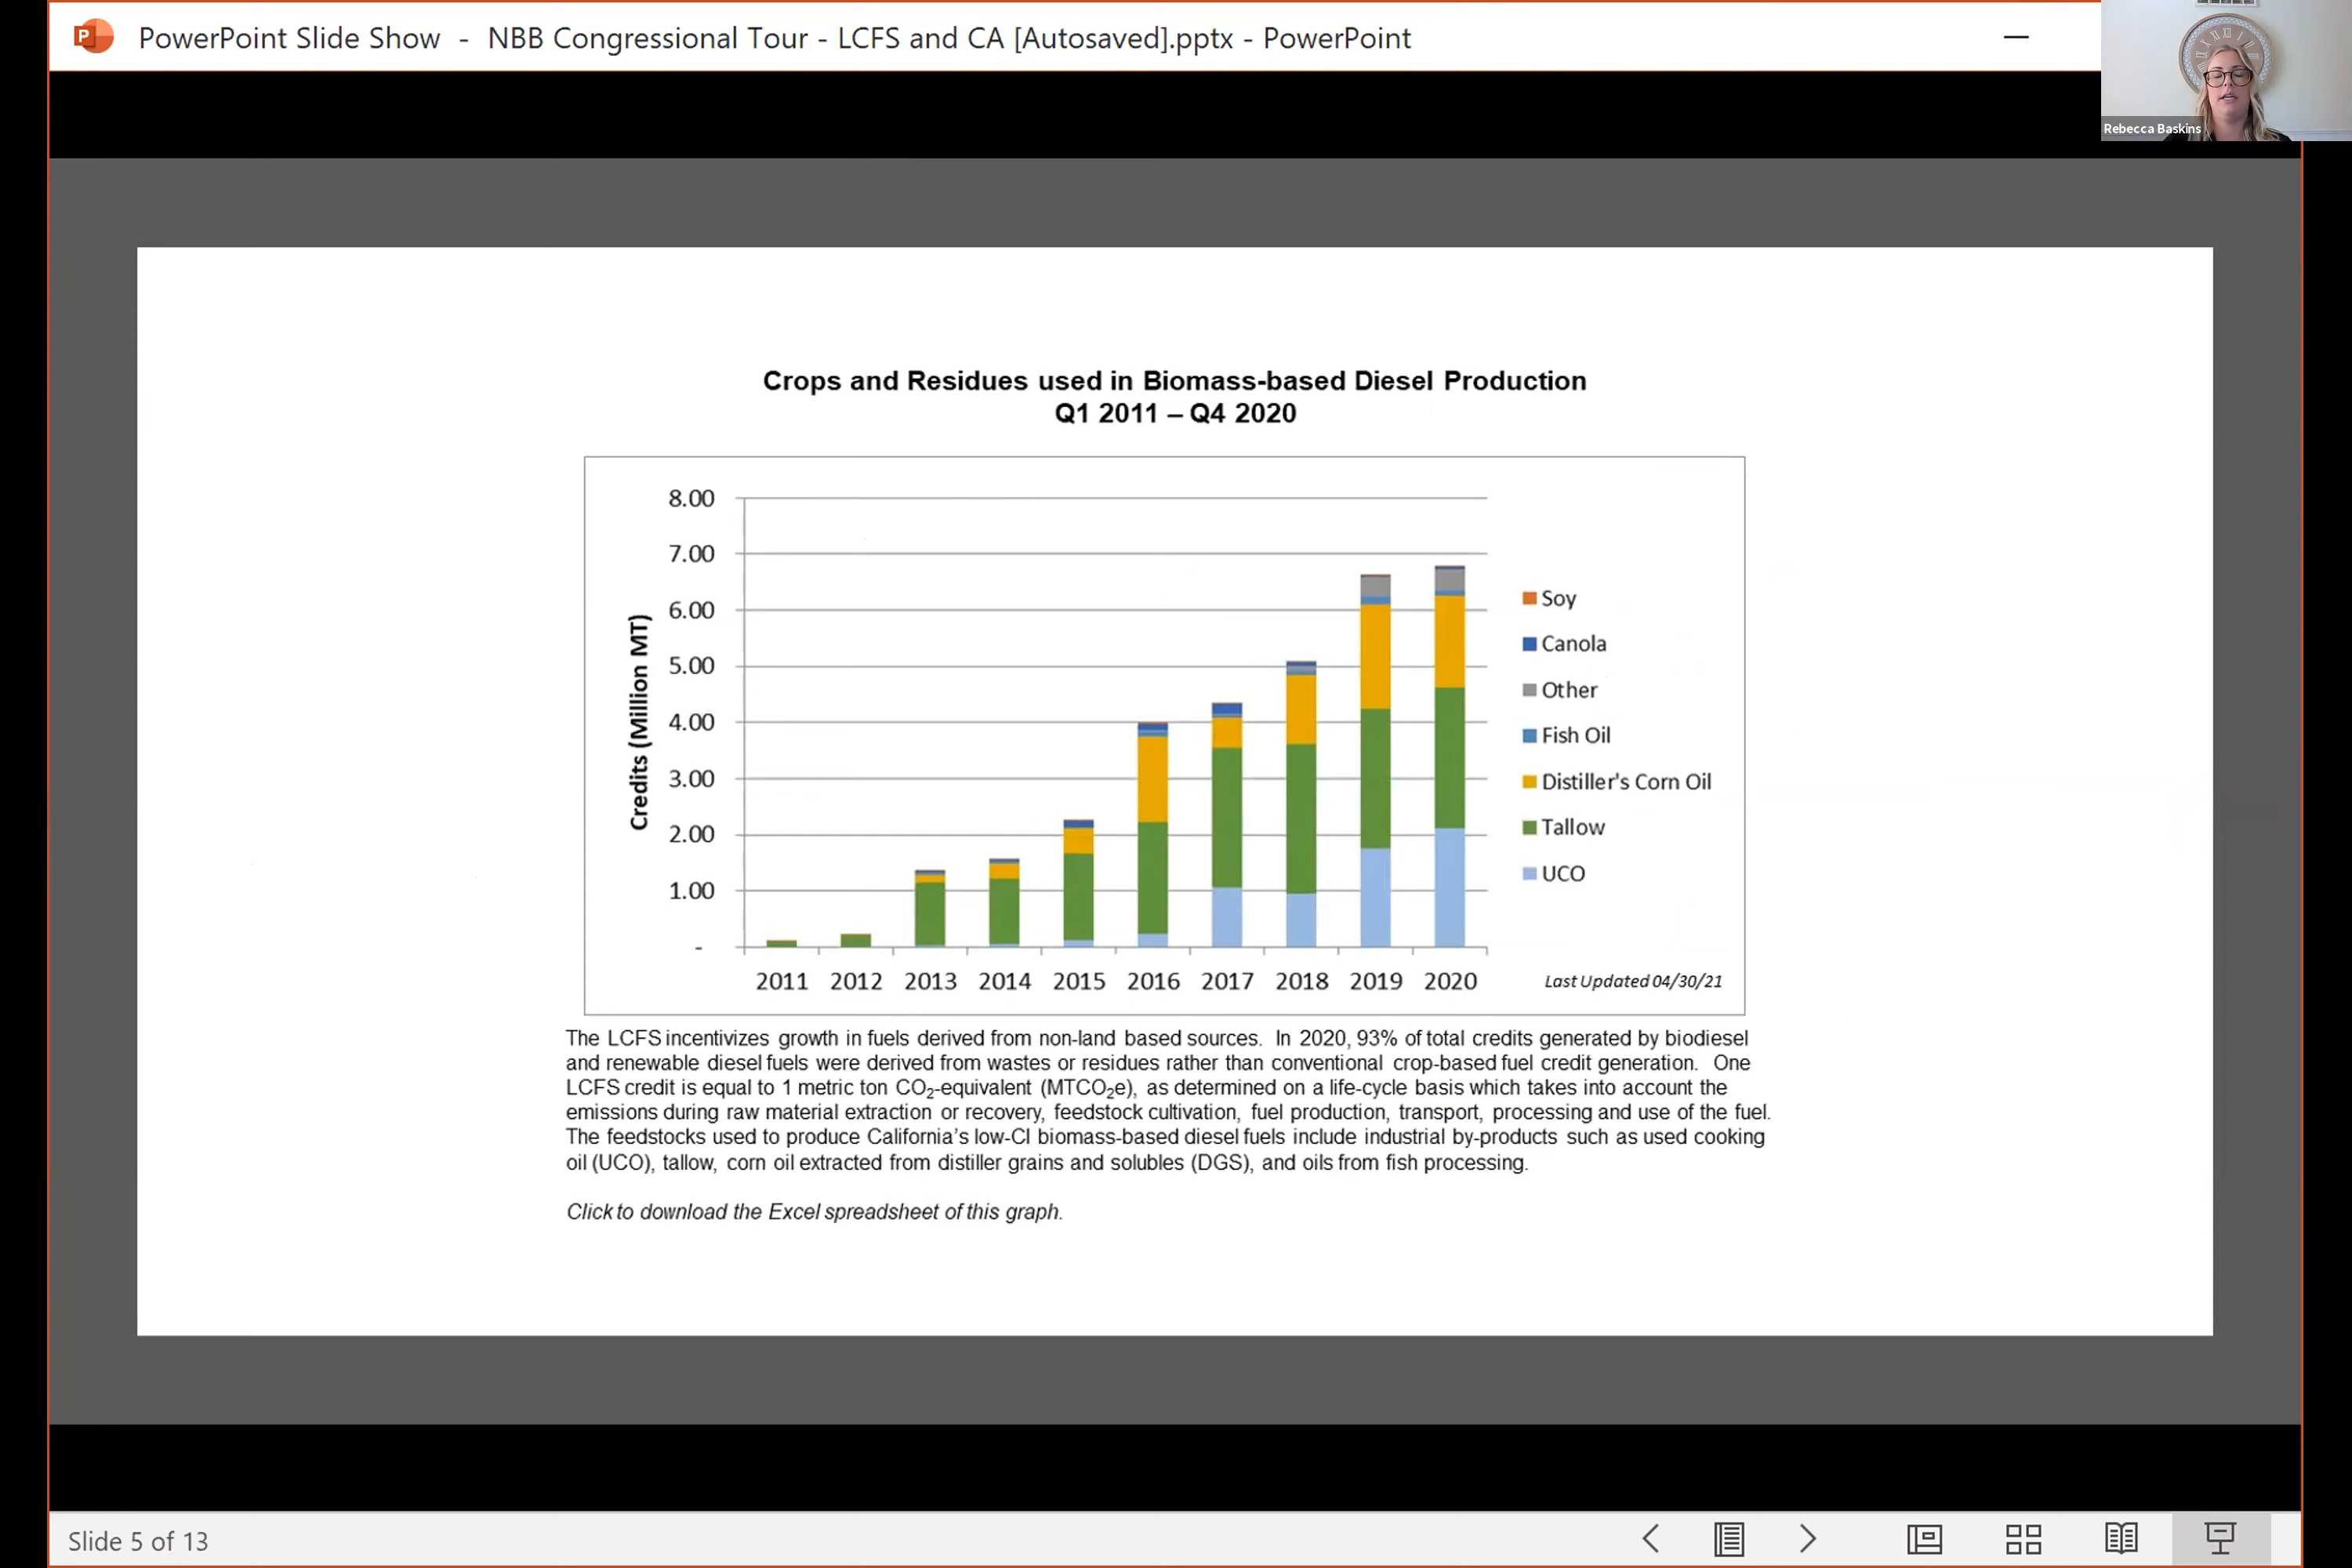 PowerPoint Slide Show - NBB Congressional Tour - LCFS and CA [Autosaved].pptx - PowerPoint
Rebecca Baskins
Crops and Residues used in Biomass-based Diesel Production
Q1 2011 – Q4 2020
8.00
7.00
6.00
5.00
4.00
3.00
2.00
1.00
-
Credits (Million MT)
2011 2012 2013 2014 2015 2016 2017 2018 2019 2020
Soy
Canola
Other
Fish Oil
Distiller's Corn Oil
Tallow
UCO
Last Updated 04/30/21
The LCFS incentivizes growth in fuels derived from non-land based sources. In 2020, 93% of total credits generated by biodiesel
and renewable diesel fuels were derived from wastes or residues rather than conventional crop-based fuel credit generation. One
LCFS credit is equal to 1 metric ton CO₂-equivalent (MTCO₂e), as determined on a life-cycle basis which takes into account the
emissions during raw material extraction or recovery, feedstock cultivation, fuel production, transport, processing and use of the fuel.
The feedstocks used to produce California's low-CI biomass-based diesel fuels include industrial by-products such as used cooking
oil (UCO), tallow, corn oil extracted from distiller grains and solubles (DGS), and oils from fish processing.
Click to download the Excel spreadsheet of this graph.
Slide 5 of 13